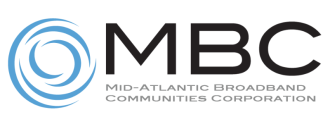 MBC
MID-ATLANTIC BROADBAND
COMMUNITIES CORPORATION